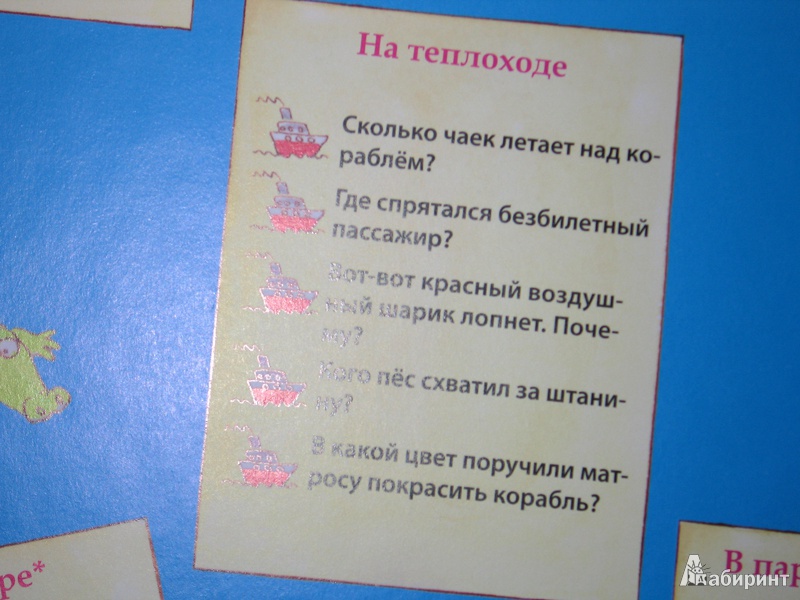 На теплоходе
Сколько чаек летает над ко-
раблём?
Где спрятался безбилетный
пассажир?
Вот-вот красный воздуш-
ный шарик лопнет. Поче-
му?
Кого пёс схватил за штани-
ну?
В какой цвет поручили мат-
росу покрасить корабль?
ре*
В пар
Лабиринт